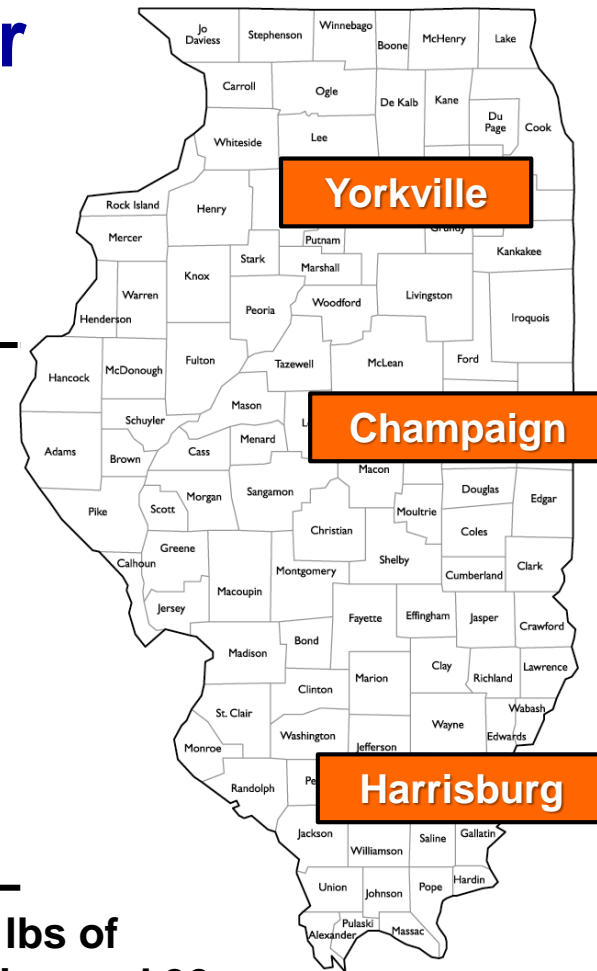 r
Jo
Daviess
Stephenson
Winnebago
Boone
McHenry
Lake
Carroll
Ogle
De Kalb
Kane
Du
Page
Cook
Whiteside
Lee
Yorkville
Rock Island
Henry
Mercer
Putnam
Grundy
Kankakee
Stark
Marshall
Knox
Warren
Henderson
Peoria
Woodford
Livingston
Iroquois
Hancock
McDonough
Fulton
Tazewell
McLean
Ford
Mason
Schuyler
Champaign
Adams
Brown
Cass
Menard
Macon
Pike
Scott
Morgan
Sangamon
Moultrie
Douglas
Edgar
Christian
Coles
Greene
Calhoun
Montgomery
Shelby
Cumberland
Clark
Macoupin
Jersey
Fayette
Effingham
Jasper
Crawford
Madison
Bond
Clay
Richland
Lawrence
Marion
Clinton
Wabash
St. Clair
Wayne
Edwards
Washington
Jefferson
Monroe
Randolph
Pe
Harrisburg
Jackson
Williamson
Saline
Gallatin
Union
Johnson
Pope
Hardin
Pulaski
Alexander
Massac
lbs of